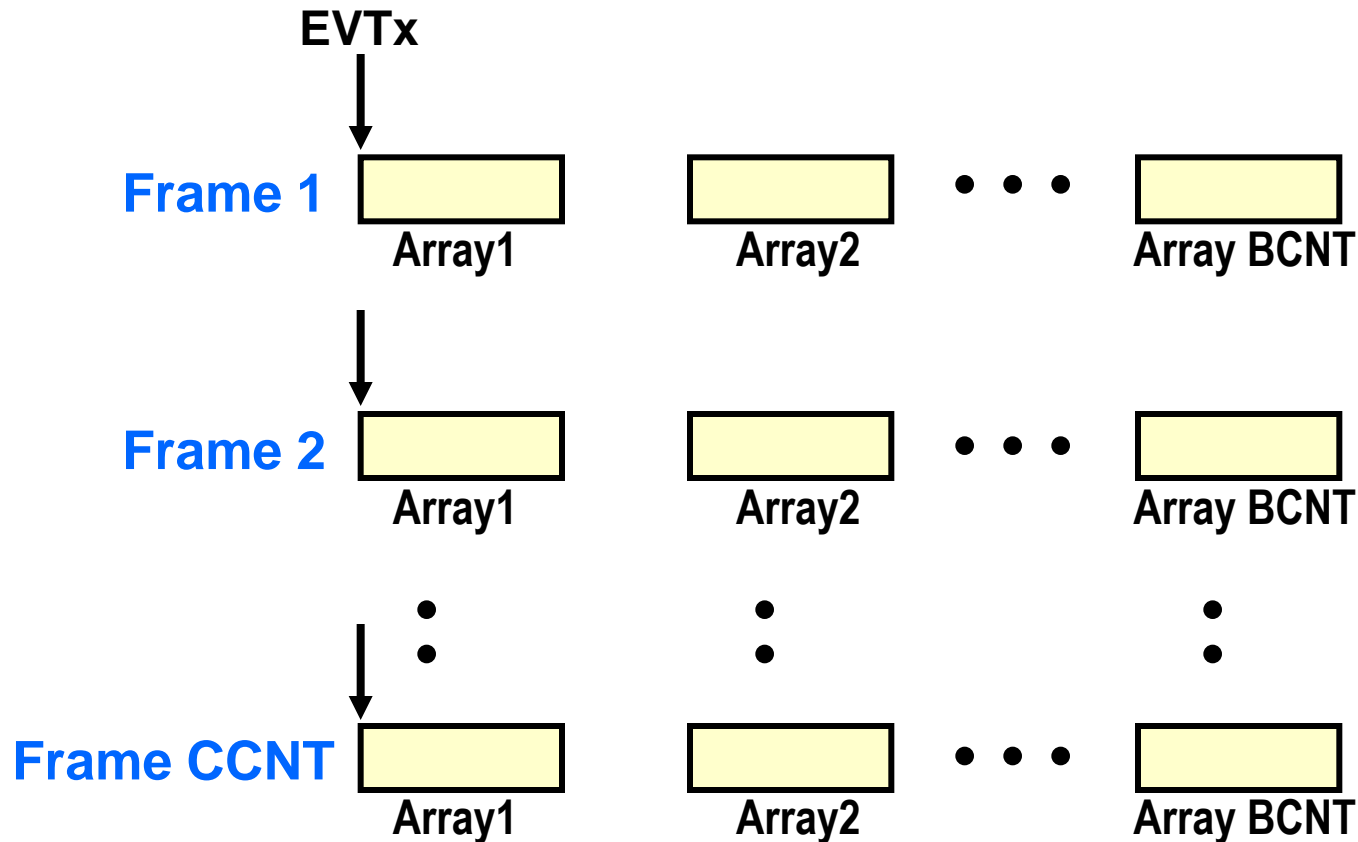 EVTx
Frame 1
Array1 Array2 Array BCNT
Frame 2
Array1 Array2 Array BCNT
Frame CCNT
Array1 Array2 Array BCNT